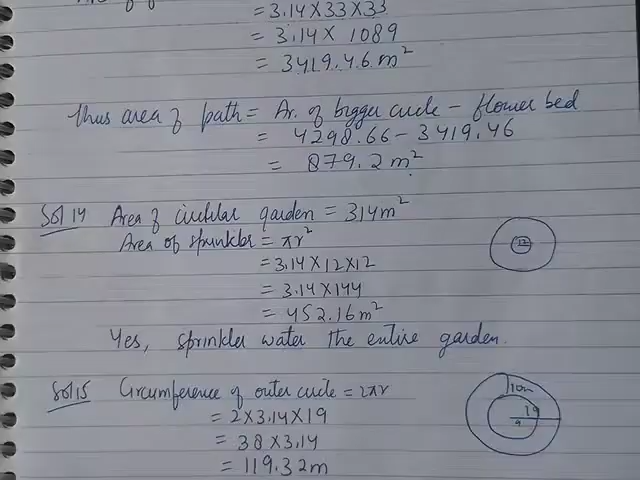 = 3.14 X 33 X 33
= 3.14 X 1089
= 3419.46 m²
Thus area of path = Ar. of bigger circle - flower bed
= 4298.66 - 3419.46
= 879.2 m²
Sol 14 Area of circular garden = 314 m²
Area of sprinkler = πr²
12
= 3.14 X 12 X 12
= 3.14 X 144
= 452.16 m²
Yes, sprinkler water the entire garden.
Sol 15 Circumference of outer circle = 2πr
10m
= 2 X 3.14 X 19
19
9
= 38 X 3.14
= 119.32 m